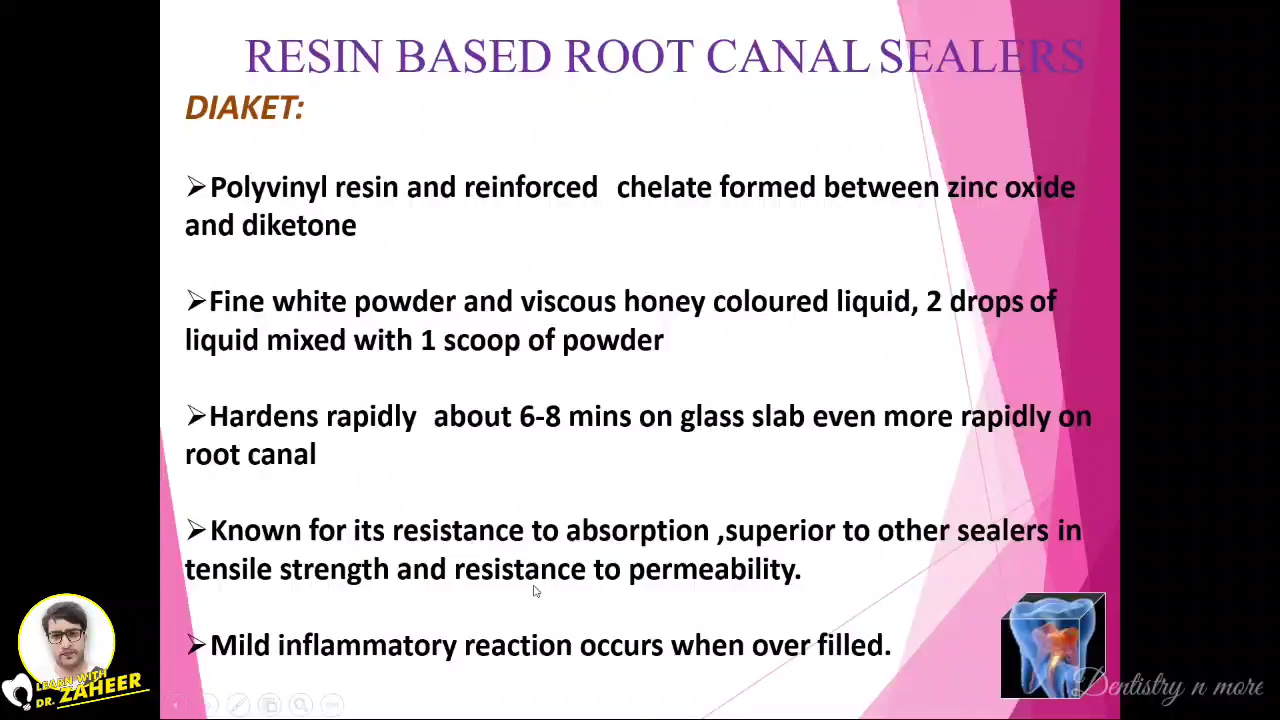 RESIN BASED ROOT CANAL SEALERS
DIAKET:
➢Polyvinyl resin and reinforced chelate formed between zinc oxide
and diketone
➢Fine white powder and viscous honey coloured liquid, 2 drops of
liquid mixed with 1 scoop of powder
➢Hardens rapidly about 6-8 mins on glass slab even more rapidly on
root canal
➢Known for its resistance to absorption ,superior to other sealers in
tensile strength and resistance to permeability.
➢Mild inflammatory reaction occurs when over filled.
LEARN WITH
DR. ZAHEER
Dentistry n more